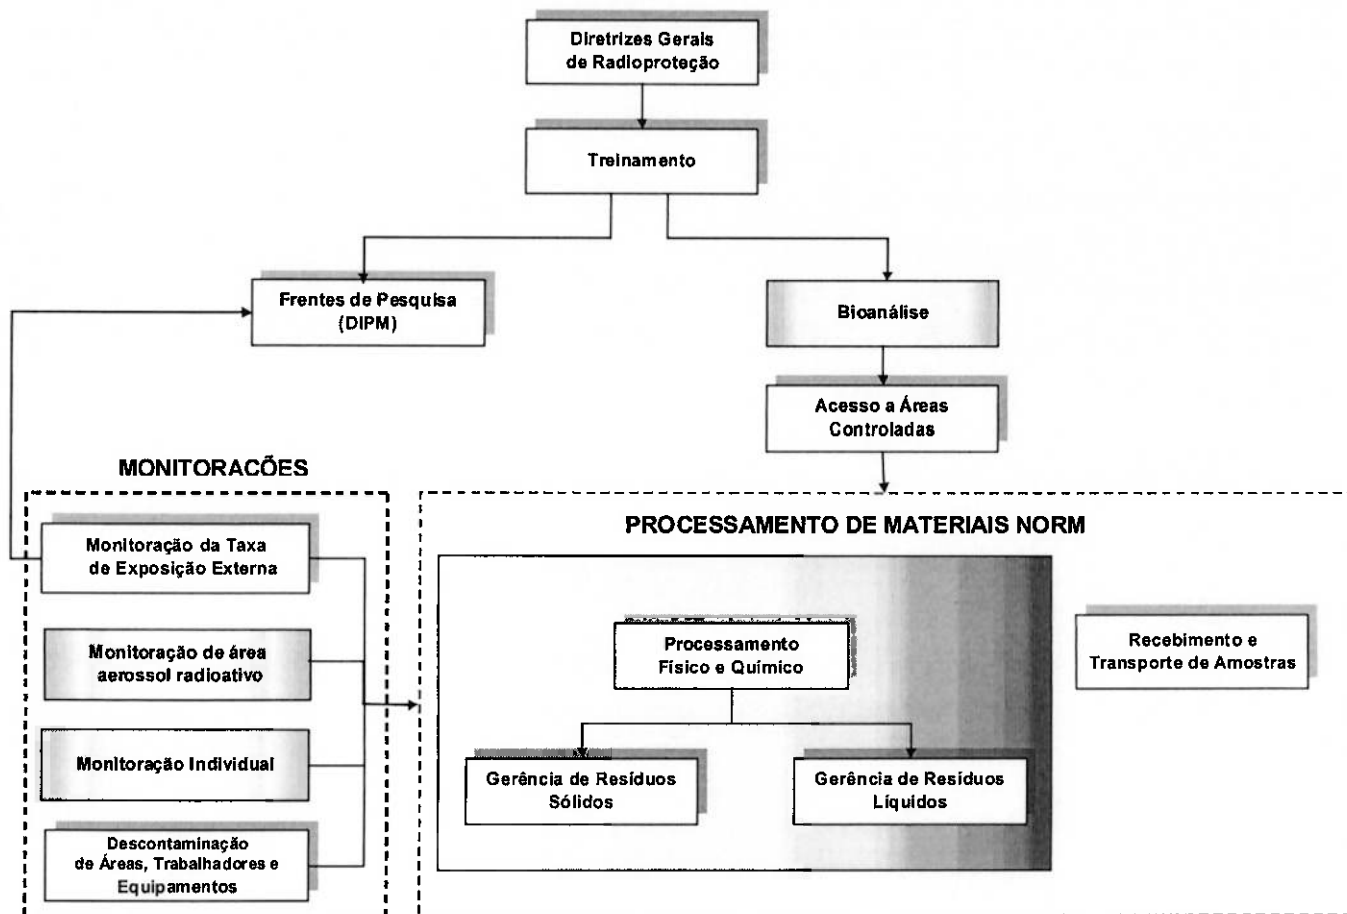 Diretrizes Gerais
de Radioproteção
Treinamento
Frentes de Pesquisa
(DIPM)
Bioanálise
Acesso a Áreas
Controladas
MONITORACÕES
Monitoração da Taxa
de Exposição Externa
Monitoração de área
aerossol radioativo
Monitoração Individual
Descontaminação
de Áreas, Trabalhadores e
Equipamentos
PROCESSAMENTO DE MATERIAIS NORM
Processamento
Físico e Químico
Gerência de Resíduos
Sólidos
Gerência de Resíduos
Líquidos
Recebimento e
Transporte de Amostras